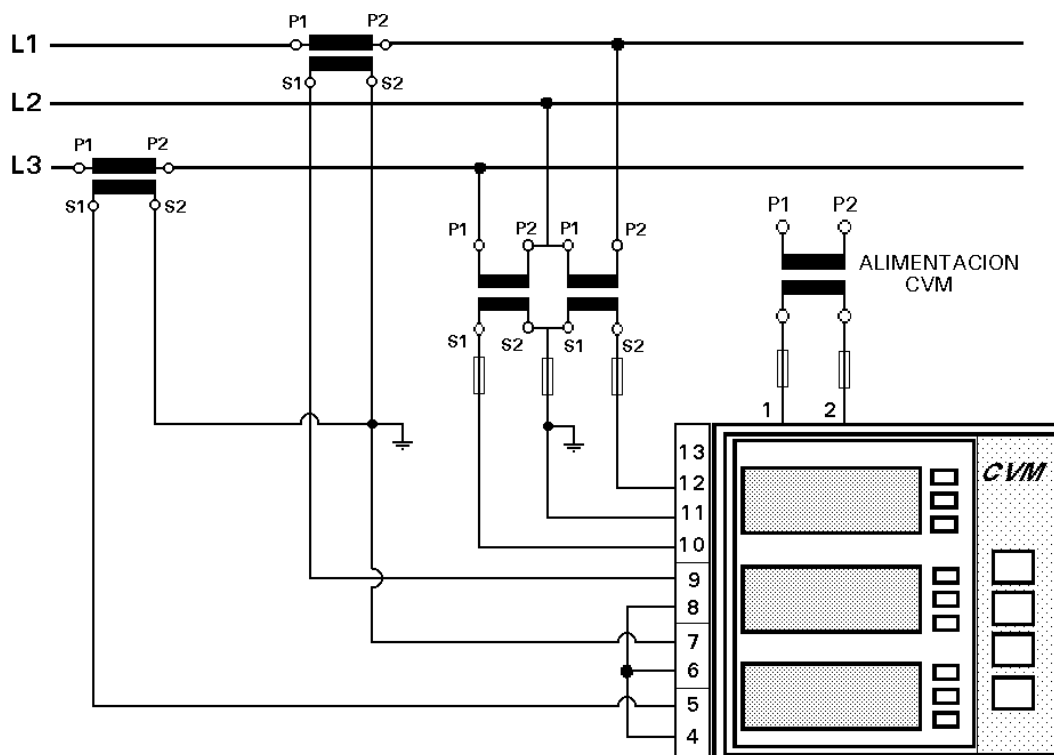 P1 P2
L1
S1 S2
L2
P1 P2
L3
S1 S2
P1 P2
P1 P2 P1 P2
ALIMENTACION
CVM
S1 S2 S1 S2
1 2
13
12
11
10
9
8
7
6
5
4
CVM